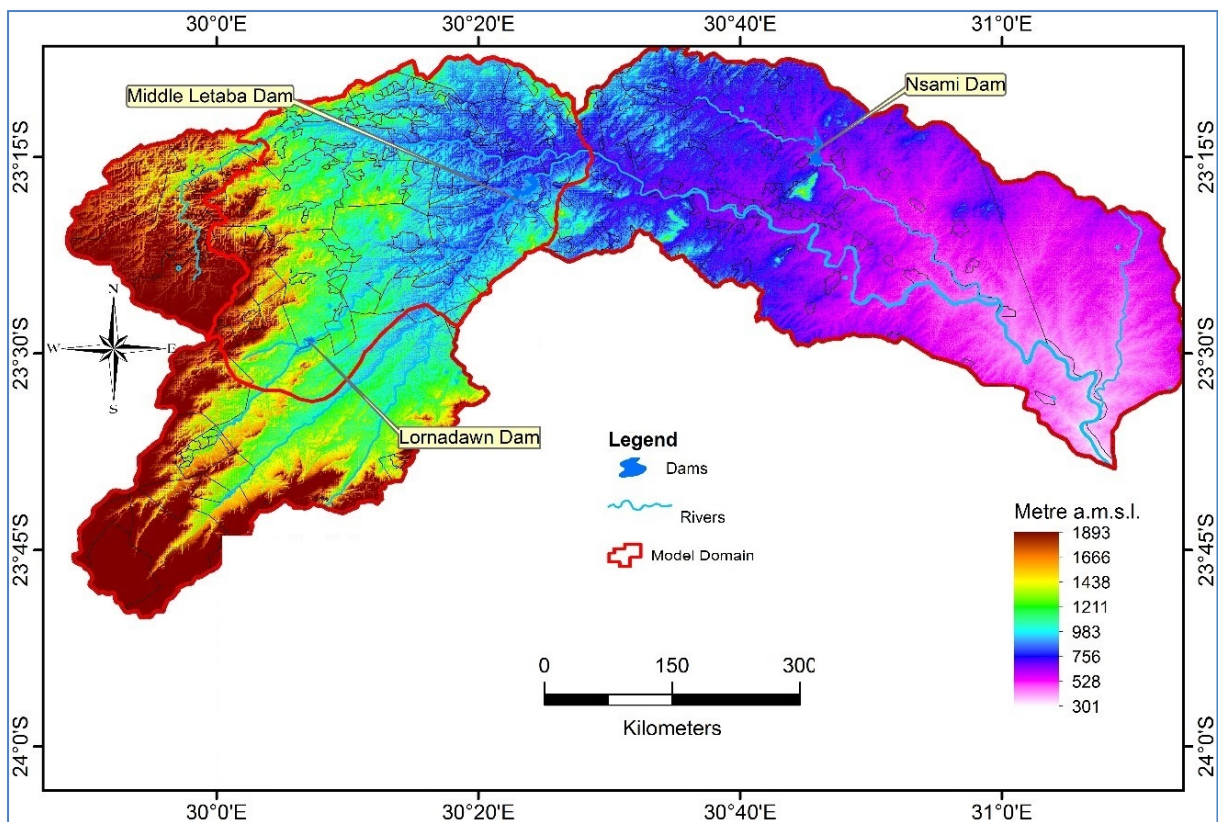 30°0'E 30°20'E 30°40'E 31°0'E
Middle Letaba Dam
Nsami Dam
23°15'S 23°15'S
N
W E
S
23°30'S 23°30'S
Lornadawn Dam
Legend
Dams
Rivers
Model Domain
23°45'S 23°45'S
Metre a.m.s.l.
1893
1666
1438
1211
983
756
528
301
0 150 300
Kilometers
24°0'S 24°0'S
30°0'E 30°20'E 30°40'E 31°0'E